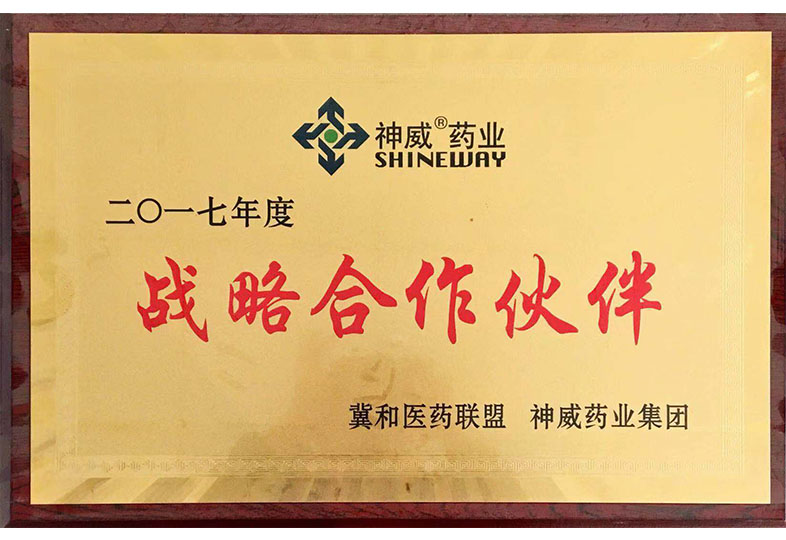 神威®药业
SHINEWAY
二〇一七年度
战略合作伙伴
冀和医药联盟 神威药业集团